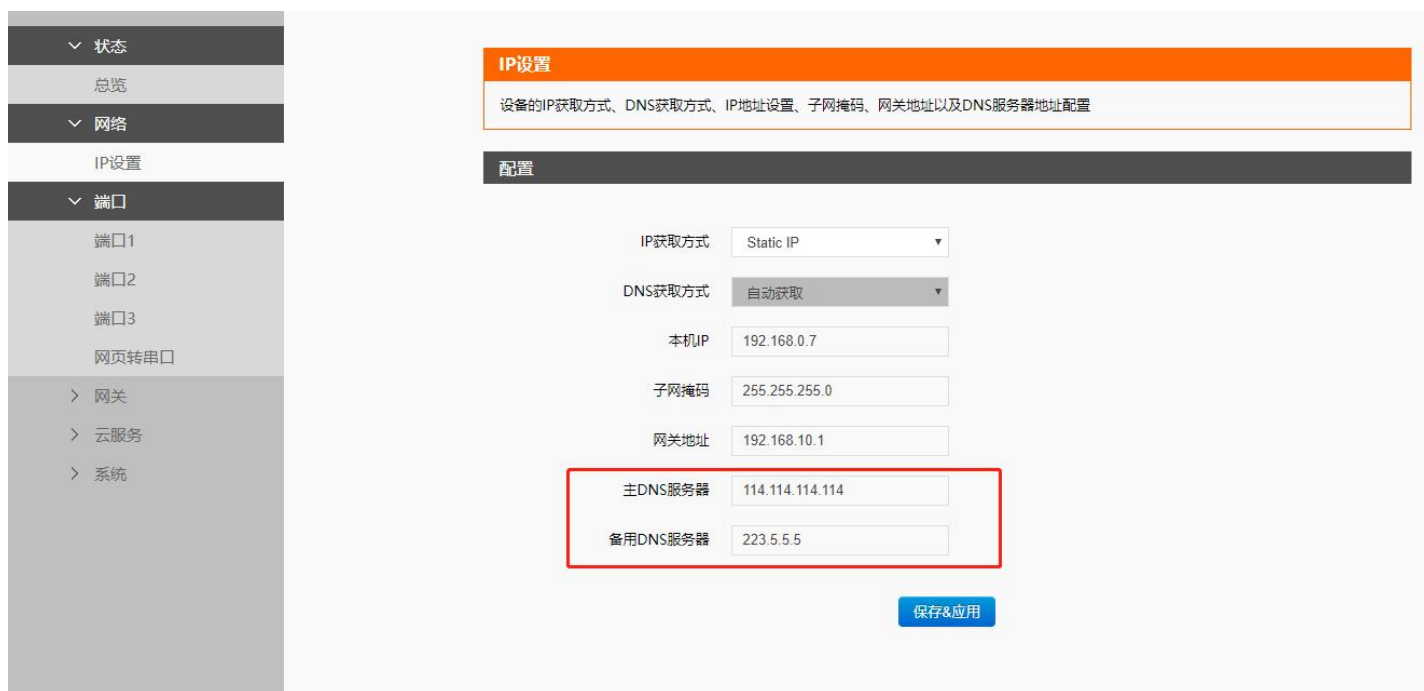 状态
总览
网络
IP设置
端口
端口1
端口2
端口3
网页转串口
网关
云服务
系统
IP设置
设备的IP获取方式、DNS获取方式、IP地址设置、子网掩码、网关地址以及DNS服务器地址配置
配置
IP获取方式 Static IP
DNS获取方式 自动获取
本机IP 192.168.0.7
子网掩码 255.255.255.0
网关地址 192.168.10.1
主DNS服务器 114.114.114.114
备用DNS服务器 223.5.5.5
保存&应用